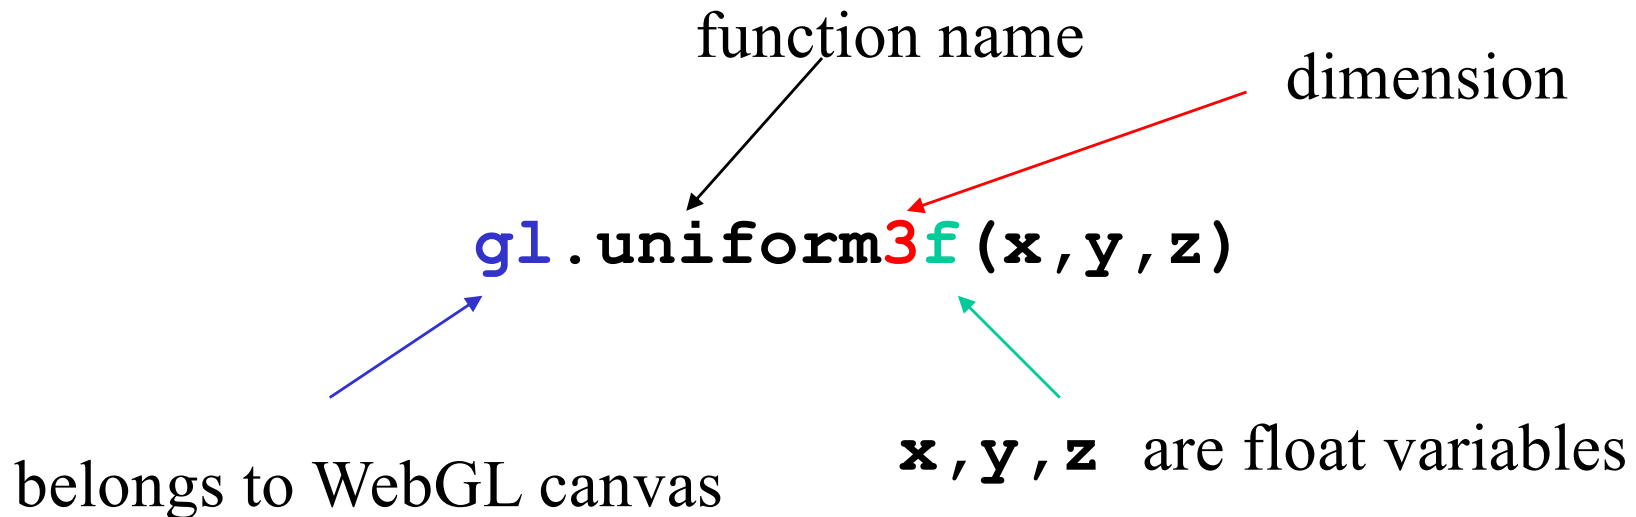 function name
dimension
gl.uniform3f(x,y,z)
belongs to WebGL canvas
x,y,z are float variables